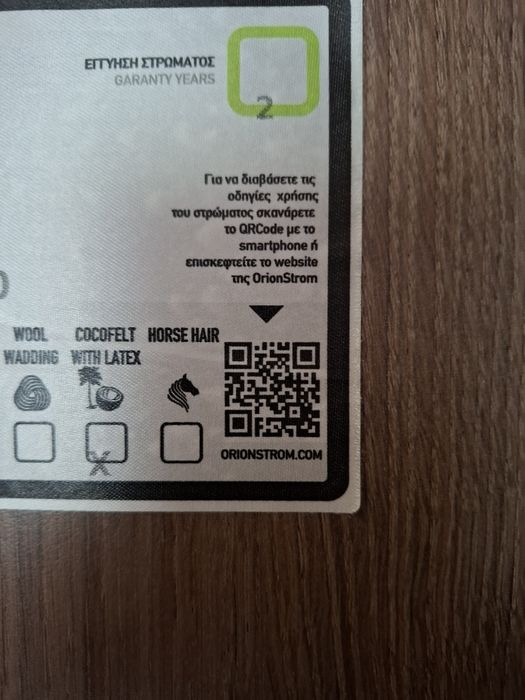 ΕΓΓΥΗΣΗ ΣΤΡΩΜΑΤΟΣ
GARANTY YEARS
2
Για να διαβάσετε τις
οδηγίες χρήσης
του στρώματος σκανάρετε
το QRCode με το
smartphone ή
επισκεφτείτε το website
της OrionStrom
WOOL
WADDING
COCOFELT
WITH LATEX
HORSE HAIR
X
ORIONSTROM.COM